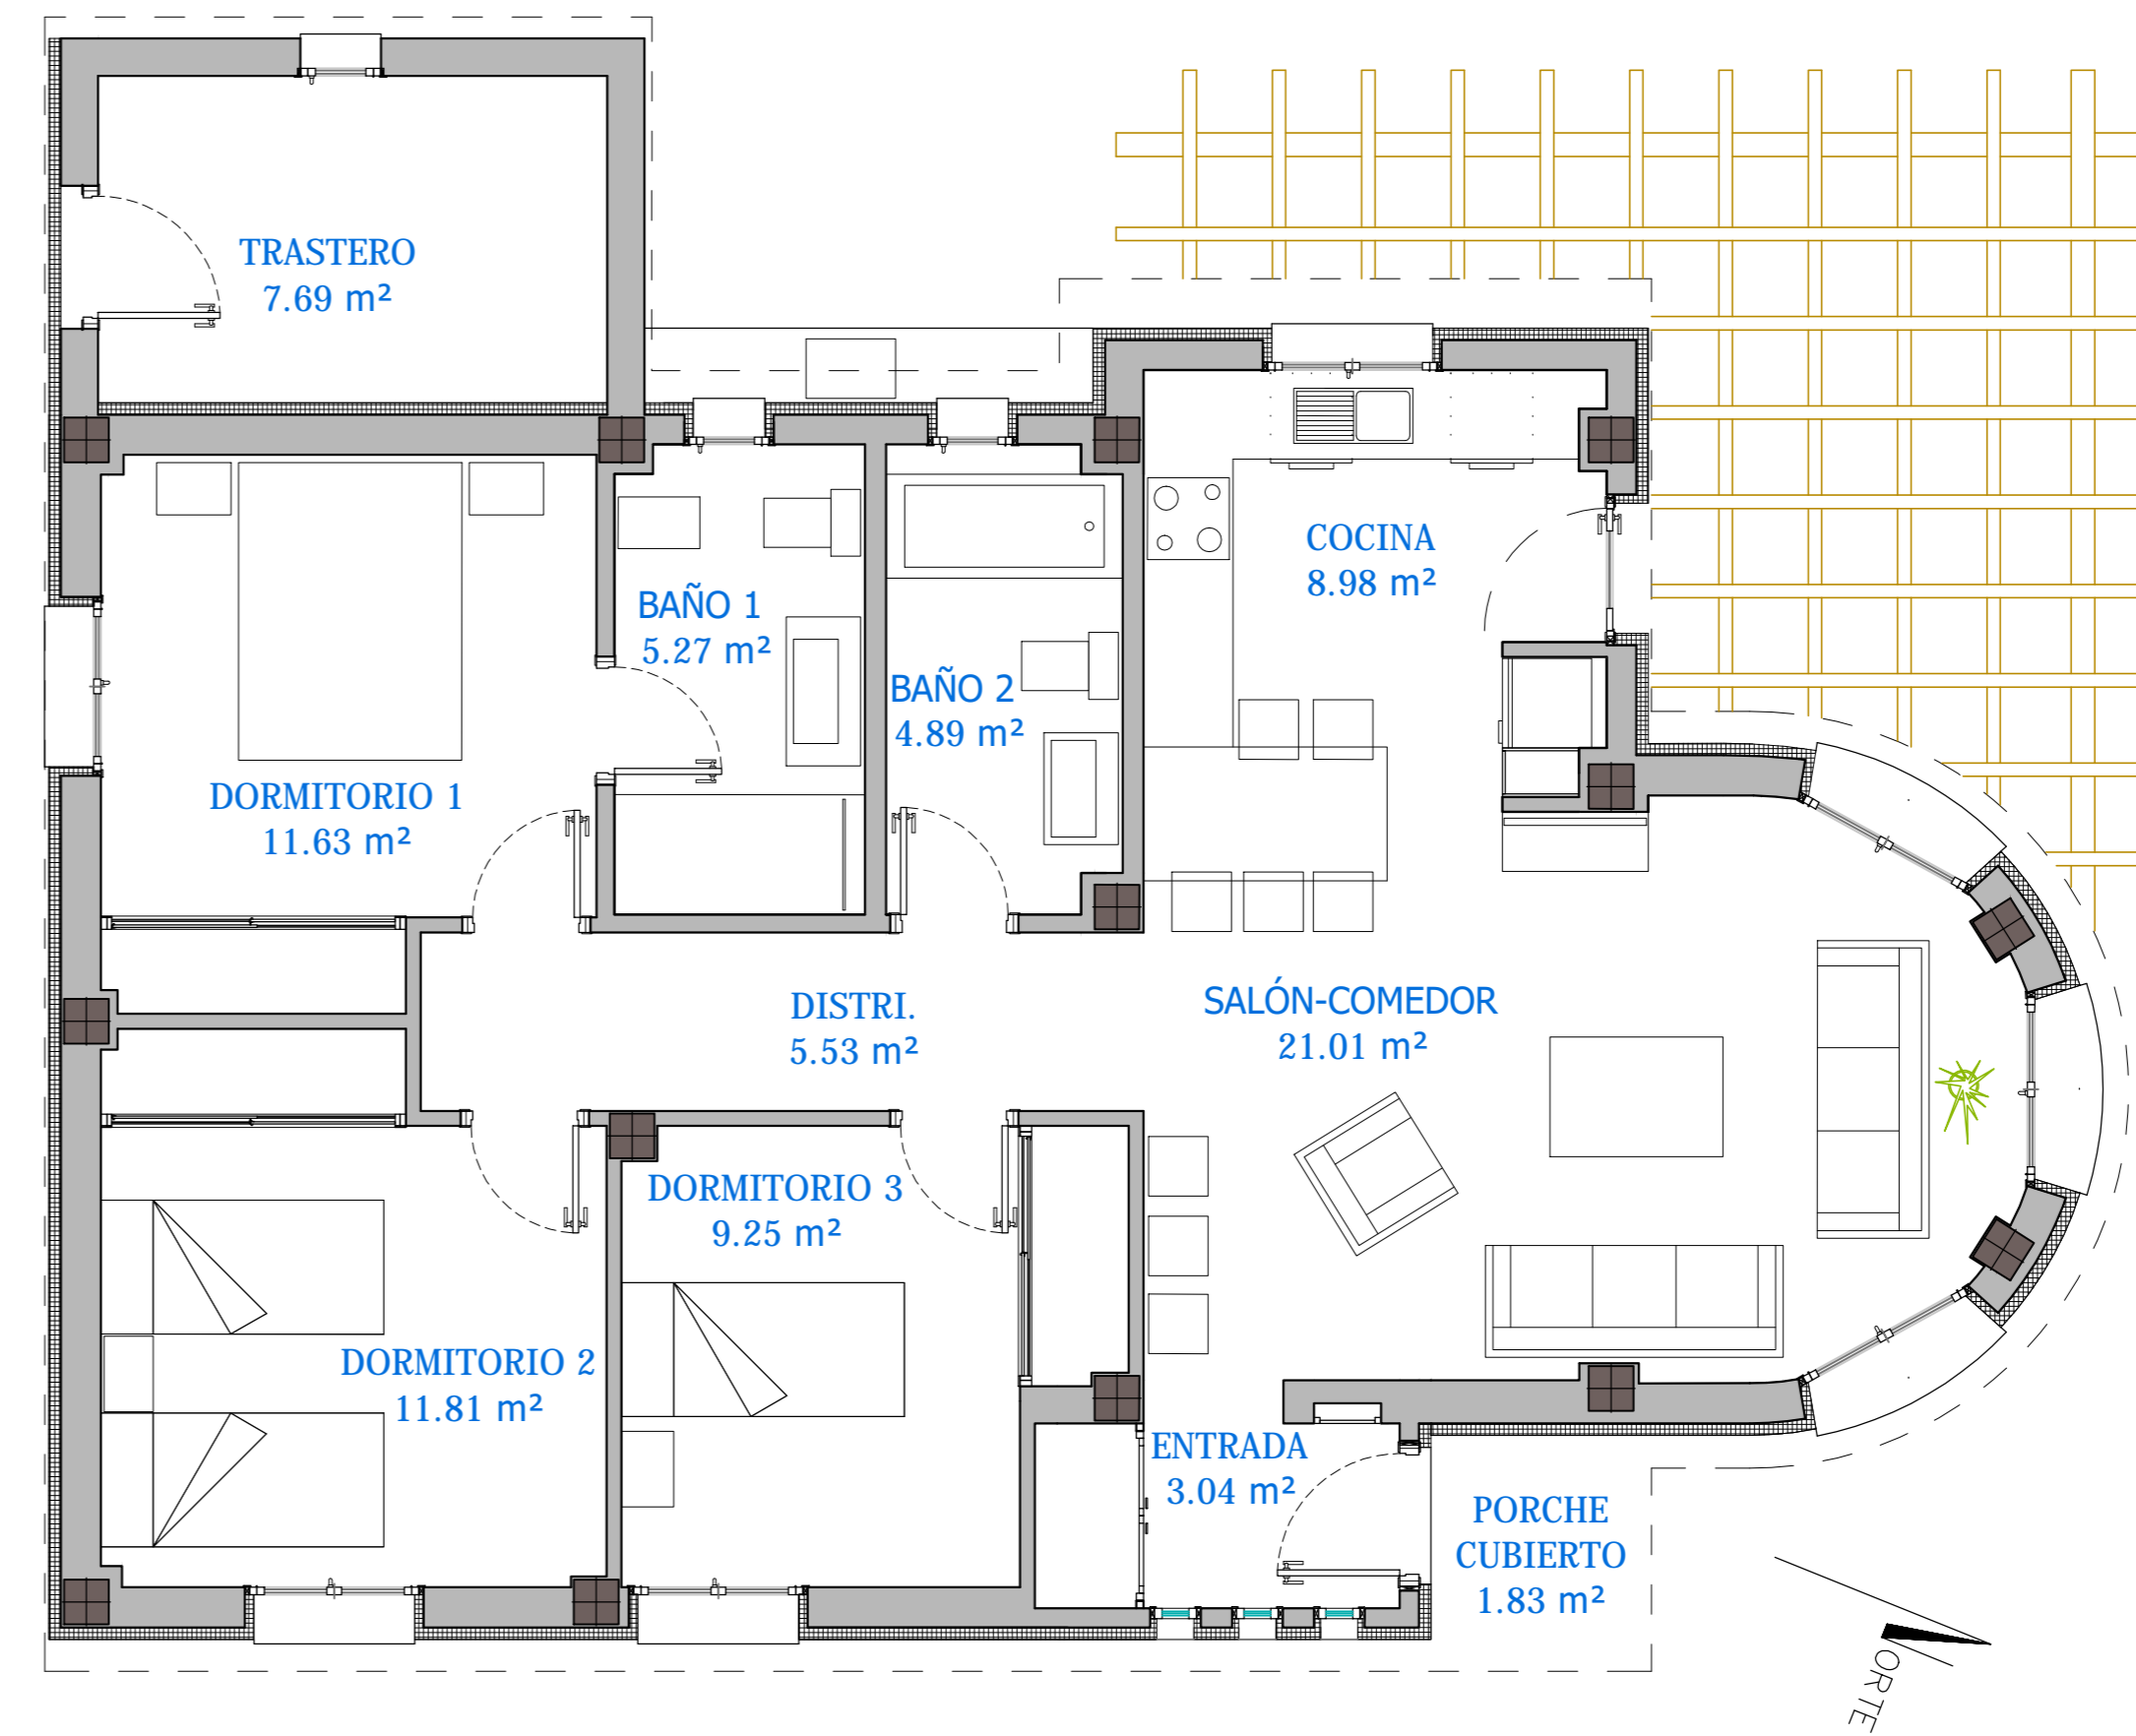 TRASTERO
7.69 m²
COCINA
8.98 m²
BAÑO 1
5.27 m²
BAÑO 2
4.89 m²
DORMITORIO 1
11.63 m²
DISTRI.
5.53 m²
SALÓN-COMEDOR
21.01 m²
DORMITORIO 3
9.25 m²
DORMITORIO 2
11.81 m²
ENTRADA
3.04 m²
PORCHE
CUBIERTO
1.83 m²
NORTE